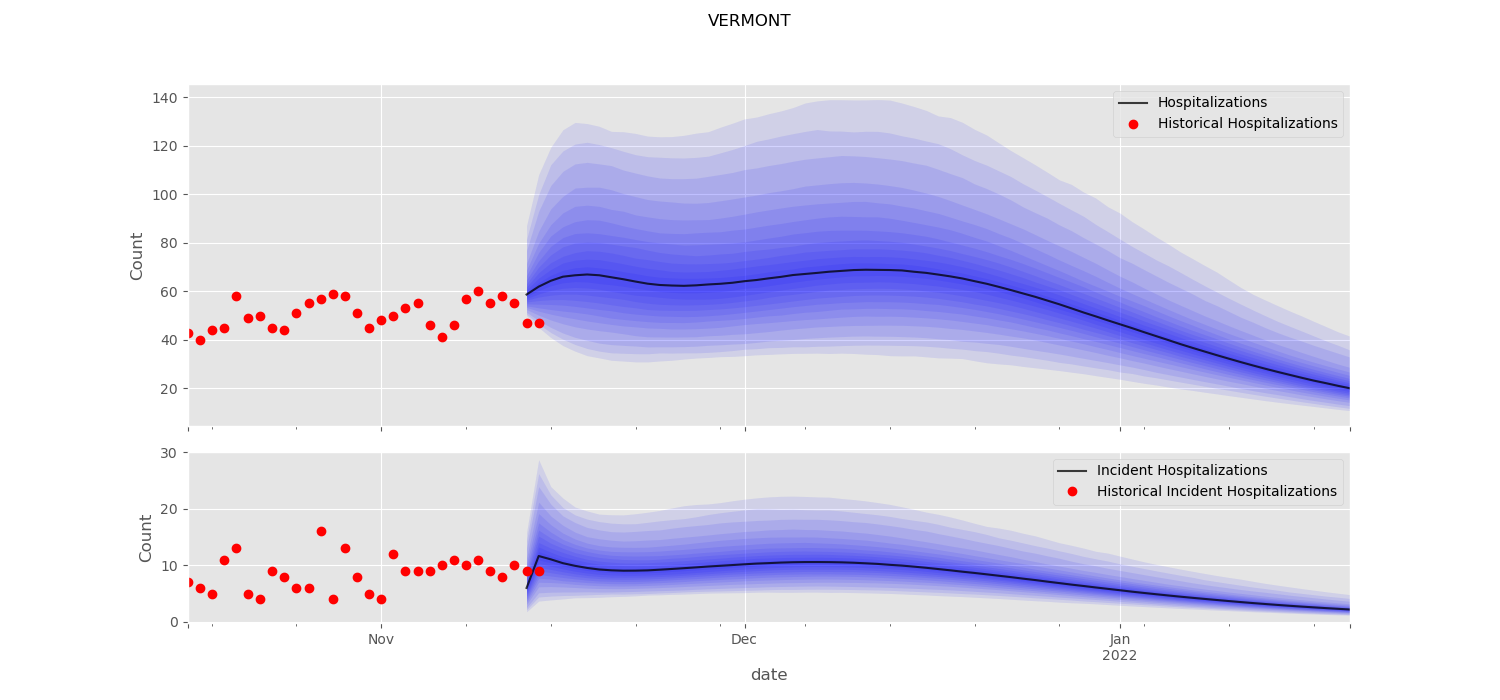 VERMONT
140
120
100
80
60
40
20
Count
Hospitalizations
Historical Hospitalizations
30
20
10
0
Count
Incident Hospitalizations
Historical Incident Hospitalizations
Nov
Dec
Jan
2022
date